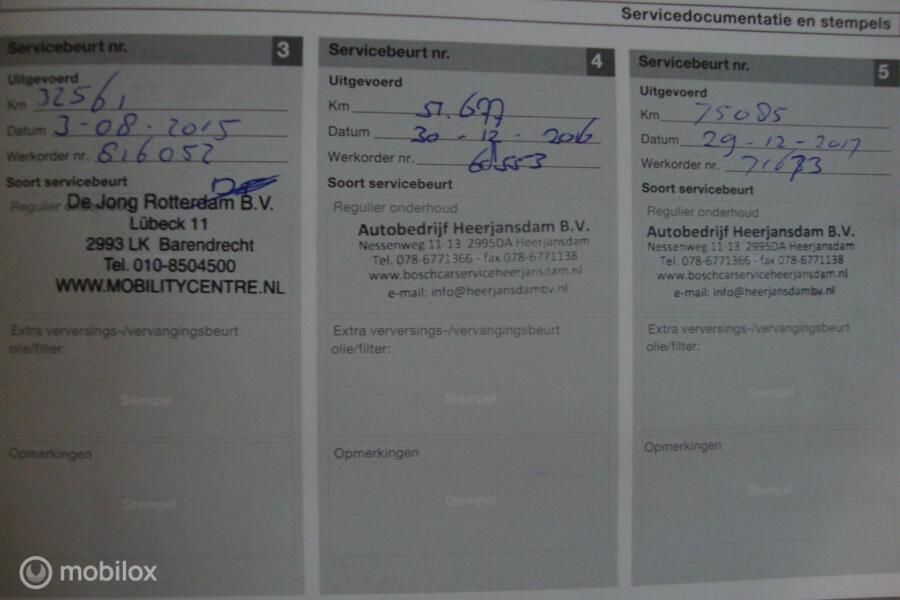 Servicedocumentatie en stempels
Servicebeurt nr. 3
Uitgevoerd
Km 32561
Datum 3-08-2015
Werkorder nr. 616052
Soort servicebeurt
Regulier onderhoud
De Jong Rotterdam B.V.
Lübeck 11
2993 LK Barendrecht
Tel. 010-8504500
WWW.MOBILITYCENTRE.NL
Extra verversings-/vervangingsbeurt
olie/filter:
Stempel
Opmerkingen
Stempel
Servicebeurt nr. 4
Uitgevoerd
Km 51.677
Datum 30-12-2016
Werkorder nr. 60553
Soort servicebeurt
Regulier onderhoud
Autobedrijf Heerjansdam B.V.
Nessenweg 11-13 2995DA Heerjansdam
Tel. 078-6771366 - fax 078-6771138
www.boschcarserviceheerjansdam.nl
e-mail: info@heerjansdambv.nl
Extra verversings-/vervangingsbeurt
olie/filter:
Stempel
Opmerkingen
Stempel
Servicebeurt nr. 5
Uitgevoerd
Km 75085
Datum 29-12-2017
Werkorder nr. 71673
Soort servicebeurt
Regulier onderhoud
Autobedrijf Heerjansdam B.V.
Nessenweg 11-13 2995DA Heerjansdam
Tel. 078-6771366 - fax 078-6771138
www.boschcarserviceheerjansdam.nl
e-mail: info@heerjansdambv.nl
Extra verversings-/vervangingsbeurt
olie/filter:
Stempel
Opmerkingen
Stempel
mobilox